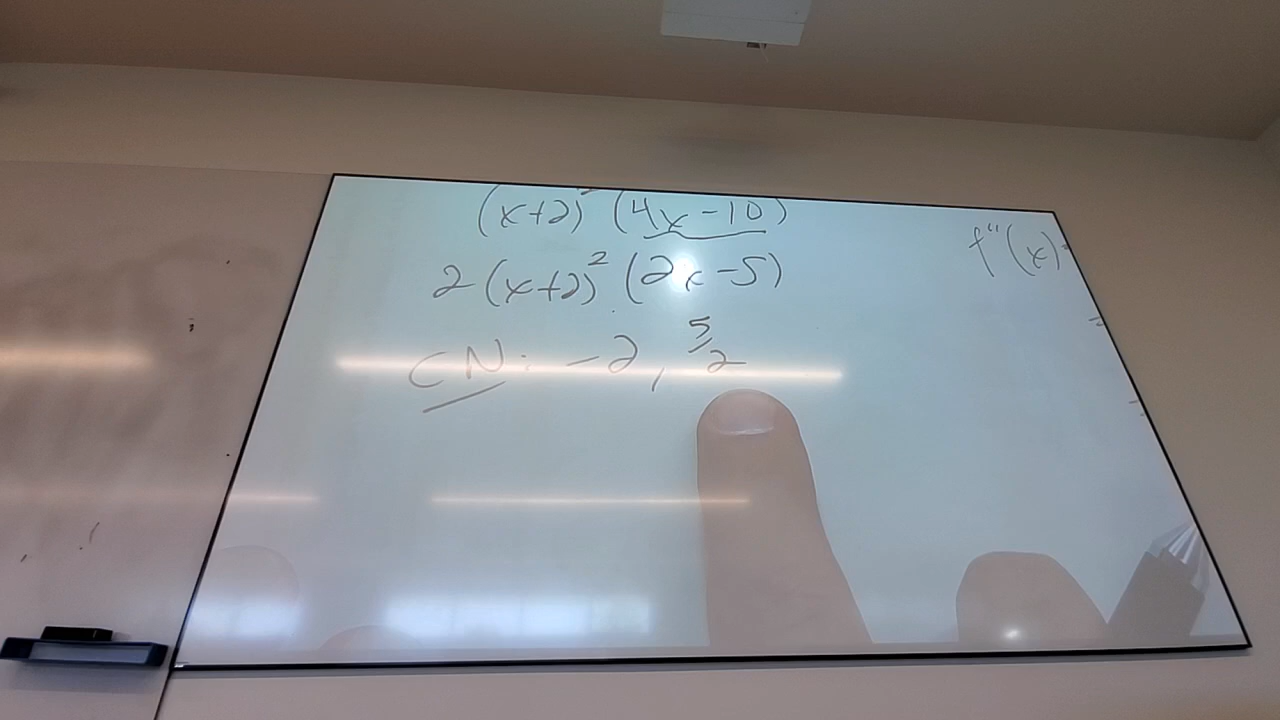 (x+2)² (4x-10)
2(x+2)² (2x-5)
CN: -2, 5/2
f"(x)